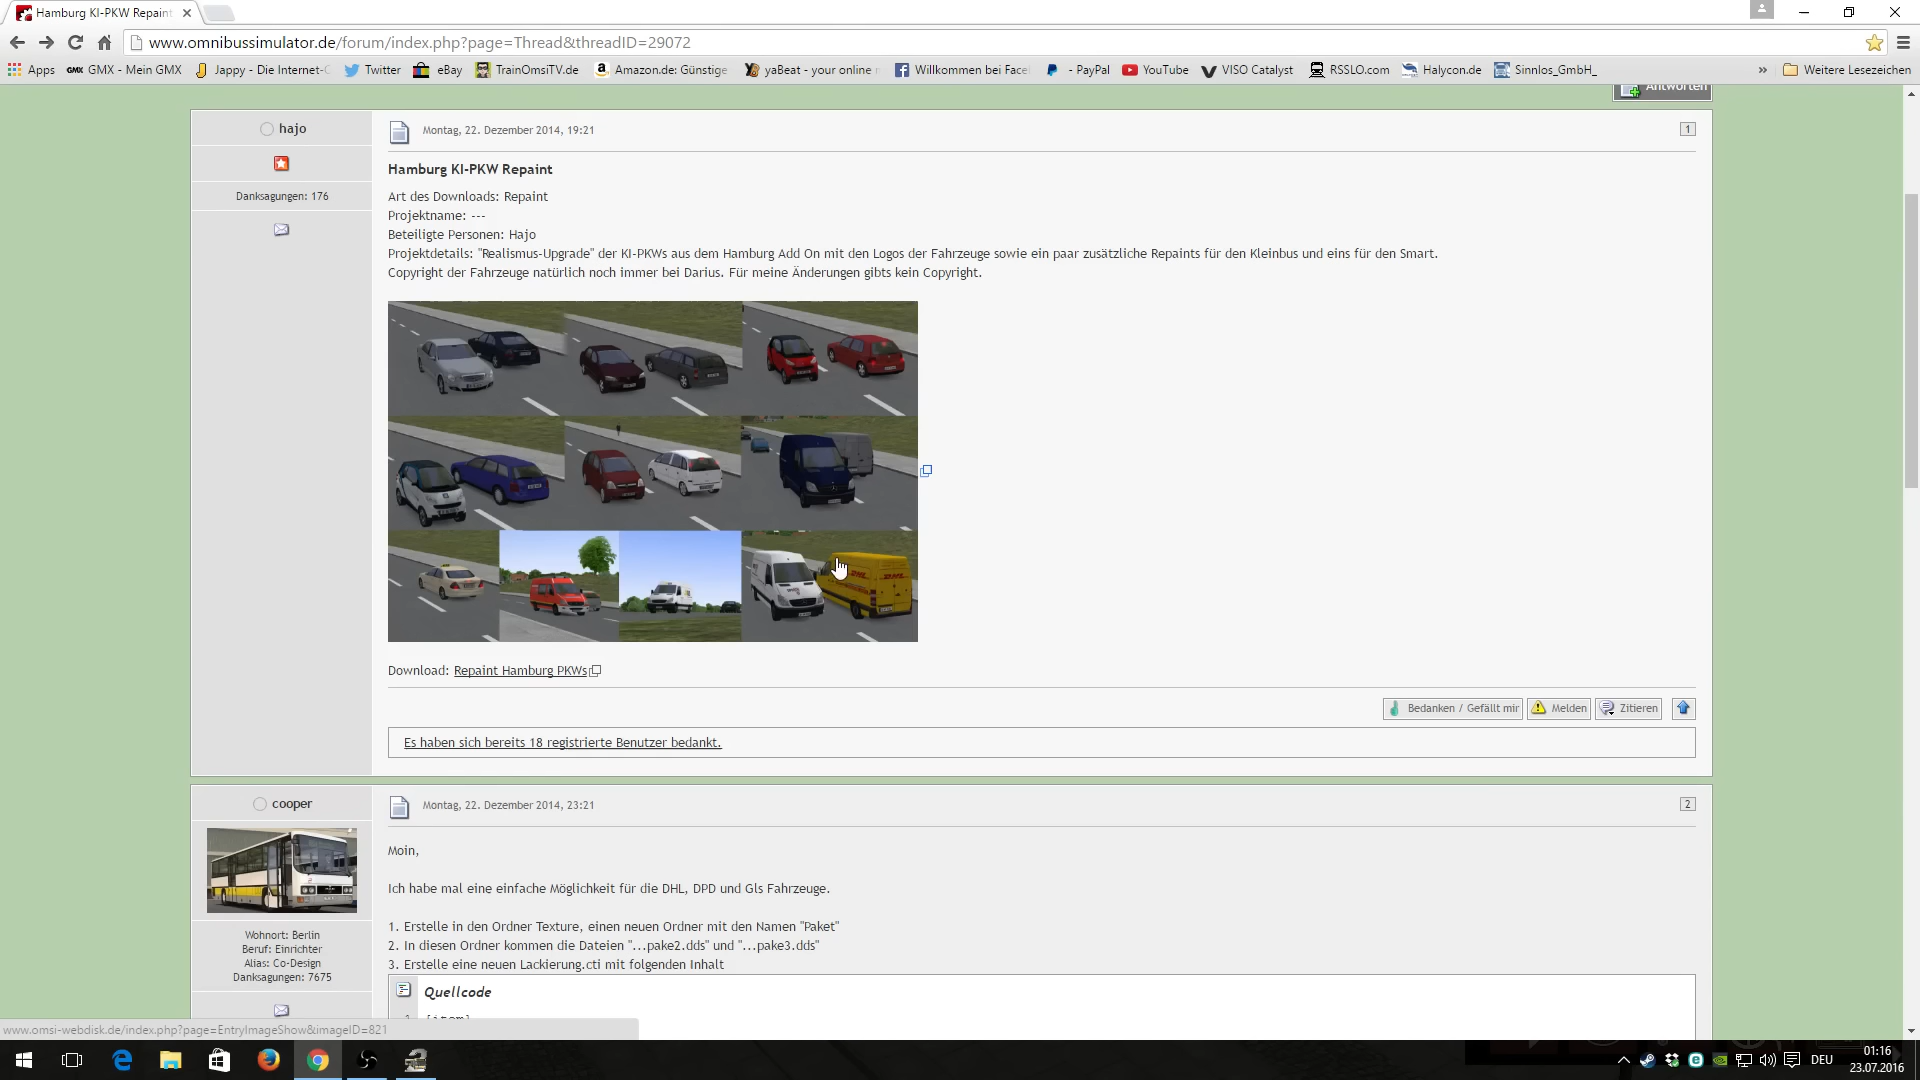 Hamburg KI-PKW Repaint
www.omnibussimulator.de/forum/index.php?page=Thread&threadID=29072
Apps
GMX - Mein GMX
Jappy - Die Internet-C
Twitter
eBay
TrainOmsiTV.de
Amazon.de: Günstige
yaBeat - your online
Willkommen bei Face
- PayPal
YouTube
VISO Catalyst
RSSLO.com
Halycon.de
Sinnlos_GmbH_
»
Weitere Lesezeichen
Antworten
hajo
Montag, 22. Dezember 2014, 19:21
1
Hamburg KI-PKW Repaint
Danksagungen: 176
Art des Downloads: Repaint
Projektname: ---
Beteiligte Personen: Hajo
Projektdetails: "Realismus-Upgrade" der KI-PKWs aus dem Hamburg Add On mit den Logos der Fahrzeuge sowie ein paar zusätzliche Repaints für den Kleinbus und eins für den Smart.
Copyright der Fahrzeuge natürlich noch immer bei Darius. Für meine Änderungen gibts kein Copyright.
DHL
Download: Repaint Hamburg PKWs
Bedanken / Gefällt mir
Melden
Zitieren
Es haben sich bereits 18 registrierte Benutzer bedankt.
cooper
Montag, 22. Dezember 2014, 23:21
2
Moin,
Ich habe mal eine einfache Möglichkeit für die DHL, DPD und Gls Fahrzeuge.
1. Erstelle in den Ordner Texture, einen neuen Ordner mit den Namen "Paket"
2. In diesen Ordner kommen die Dateien "...pake2.dds" und "...pake3.dds"
3. Erstelle eine neuen Lackierung.cti mit folgenden Inhalt
Wohnort: Berlin
Beruf: Einrichter
Alias: Co-Design
Danksagungen: 7675
Quellcode
www.omsi-webdisk.de/index.php?page=EntryImageShow&imageID=821
DEU
01:16
23.07.2016